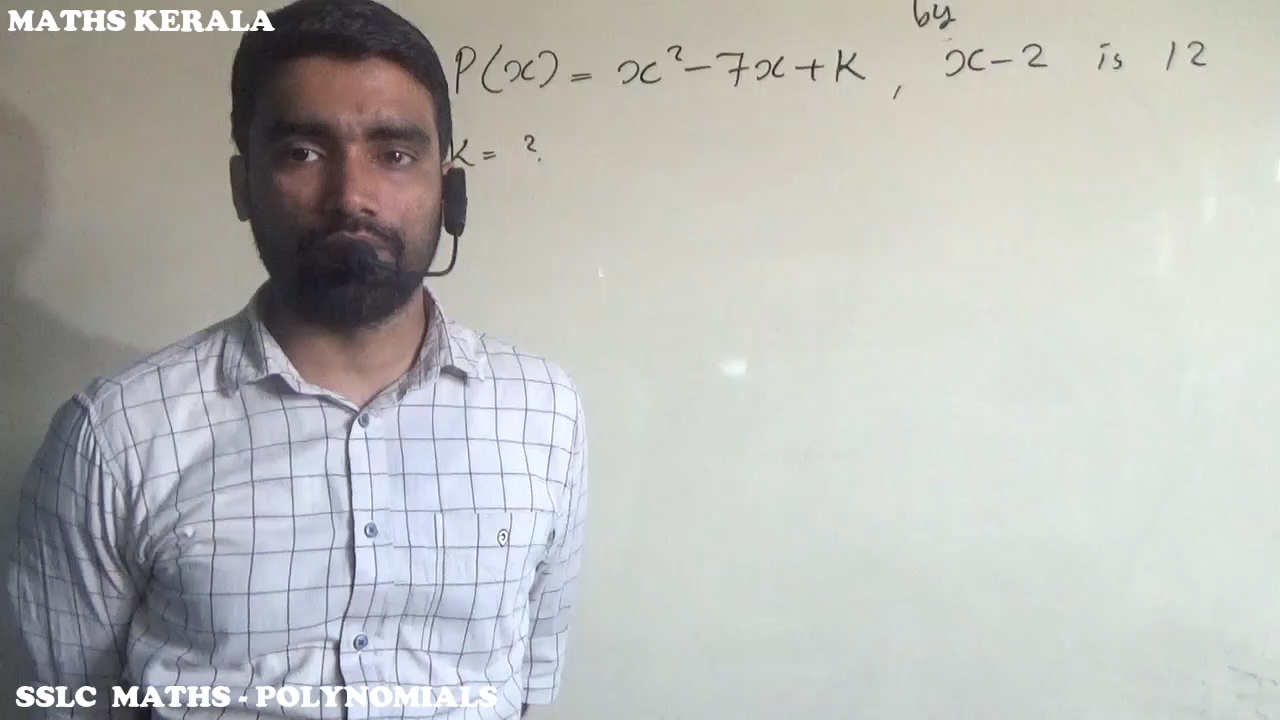 MATHS KERALA
by
P(x) = x² - 7x + K , x - 2 is 12
K = ?
SSLC MATHS - POLYNOMIALS